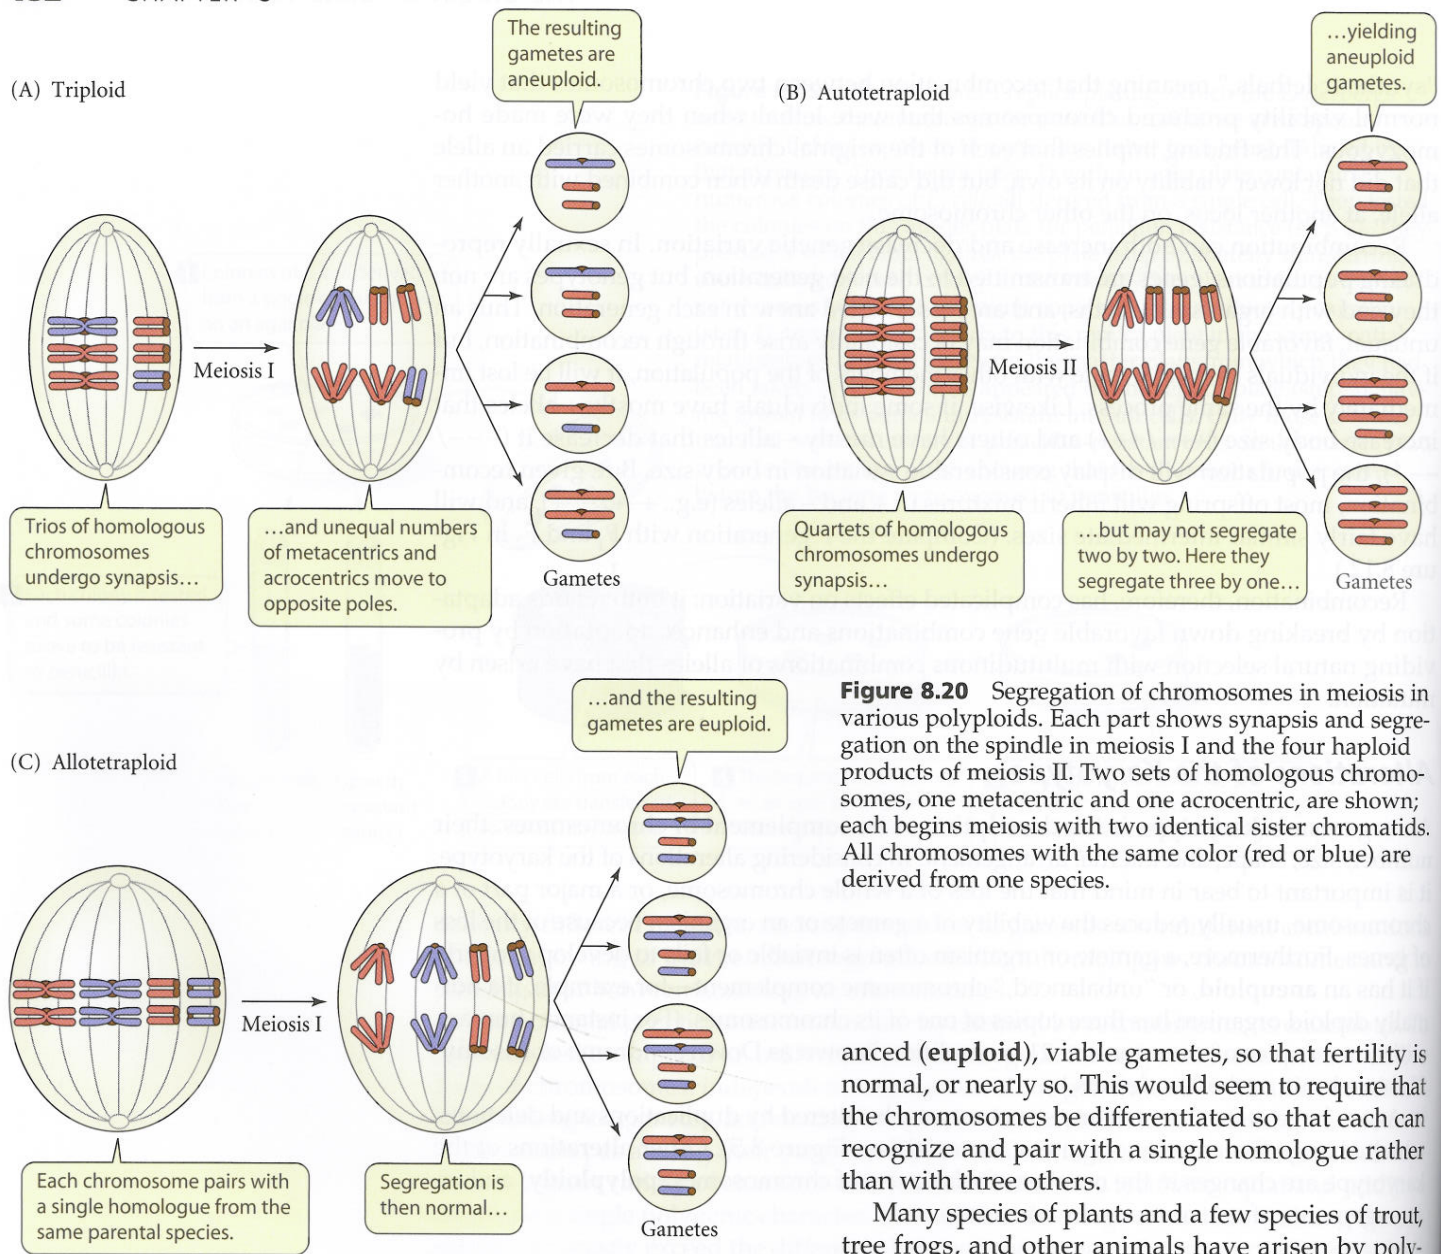 (A) Triploid
The resulting
gametes are
aneuploid.
Meiosis I
Trios of homologous
chromosomes
undergo synapsis…
…and unequal numbers
of metacentrics and
acrocentrics move to
opposite poles.
Gametes
(B) Autotetraploid
…yielding
aneuploid
gametes.
Meiosis II
Quartets of homologous
chromosomes undergo
synapsis…
…but may not segregate
two by two. Here they
segregate three by one…
Gametes
(C) Allotetraploid
…and the resulting
gametes are euploid.
Meiosis I
Each chromosome pairs with
a single homologue from the
same parental species.
Segregation is
then normal…
Gametes
Figure 8.20 Segregation of chromosomes in meiosis in
various polyploids. Each part shows synapsis and segre-
gation on the spindle in meiosis I and the four haploid
products of meiosis II. Two sets of homologous chromo-
somes, one metacentric and one acrocentric, are shown;
each begins meiosis with two identical sister chromatids.
All chromosomes with the same color (red or blue) are
derived from one species.
anced (euploid), viable gametes, so that fertility is
normal, or nearly so. This would seem to require that
the chromosomes be differentiated so that each can
recognize and pair with a single homologue rather
than with three others.
Many species of plants and a few species of trout,
tree frogs, and other animals have arisen by poly-